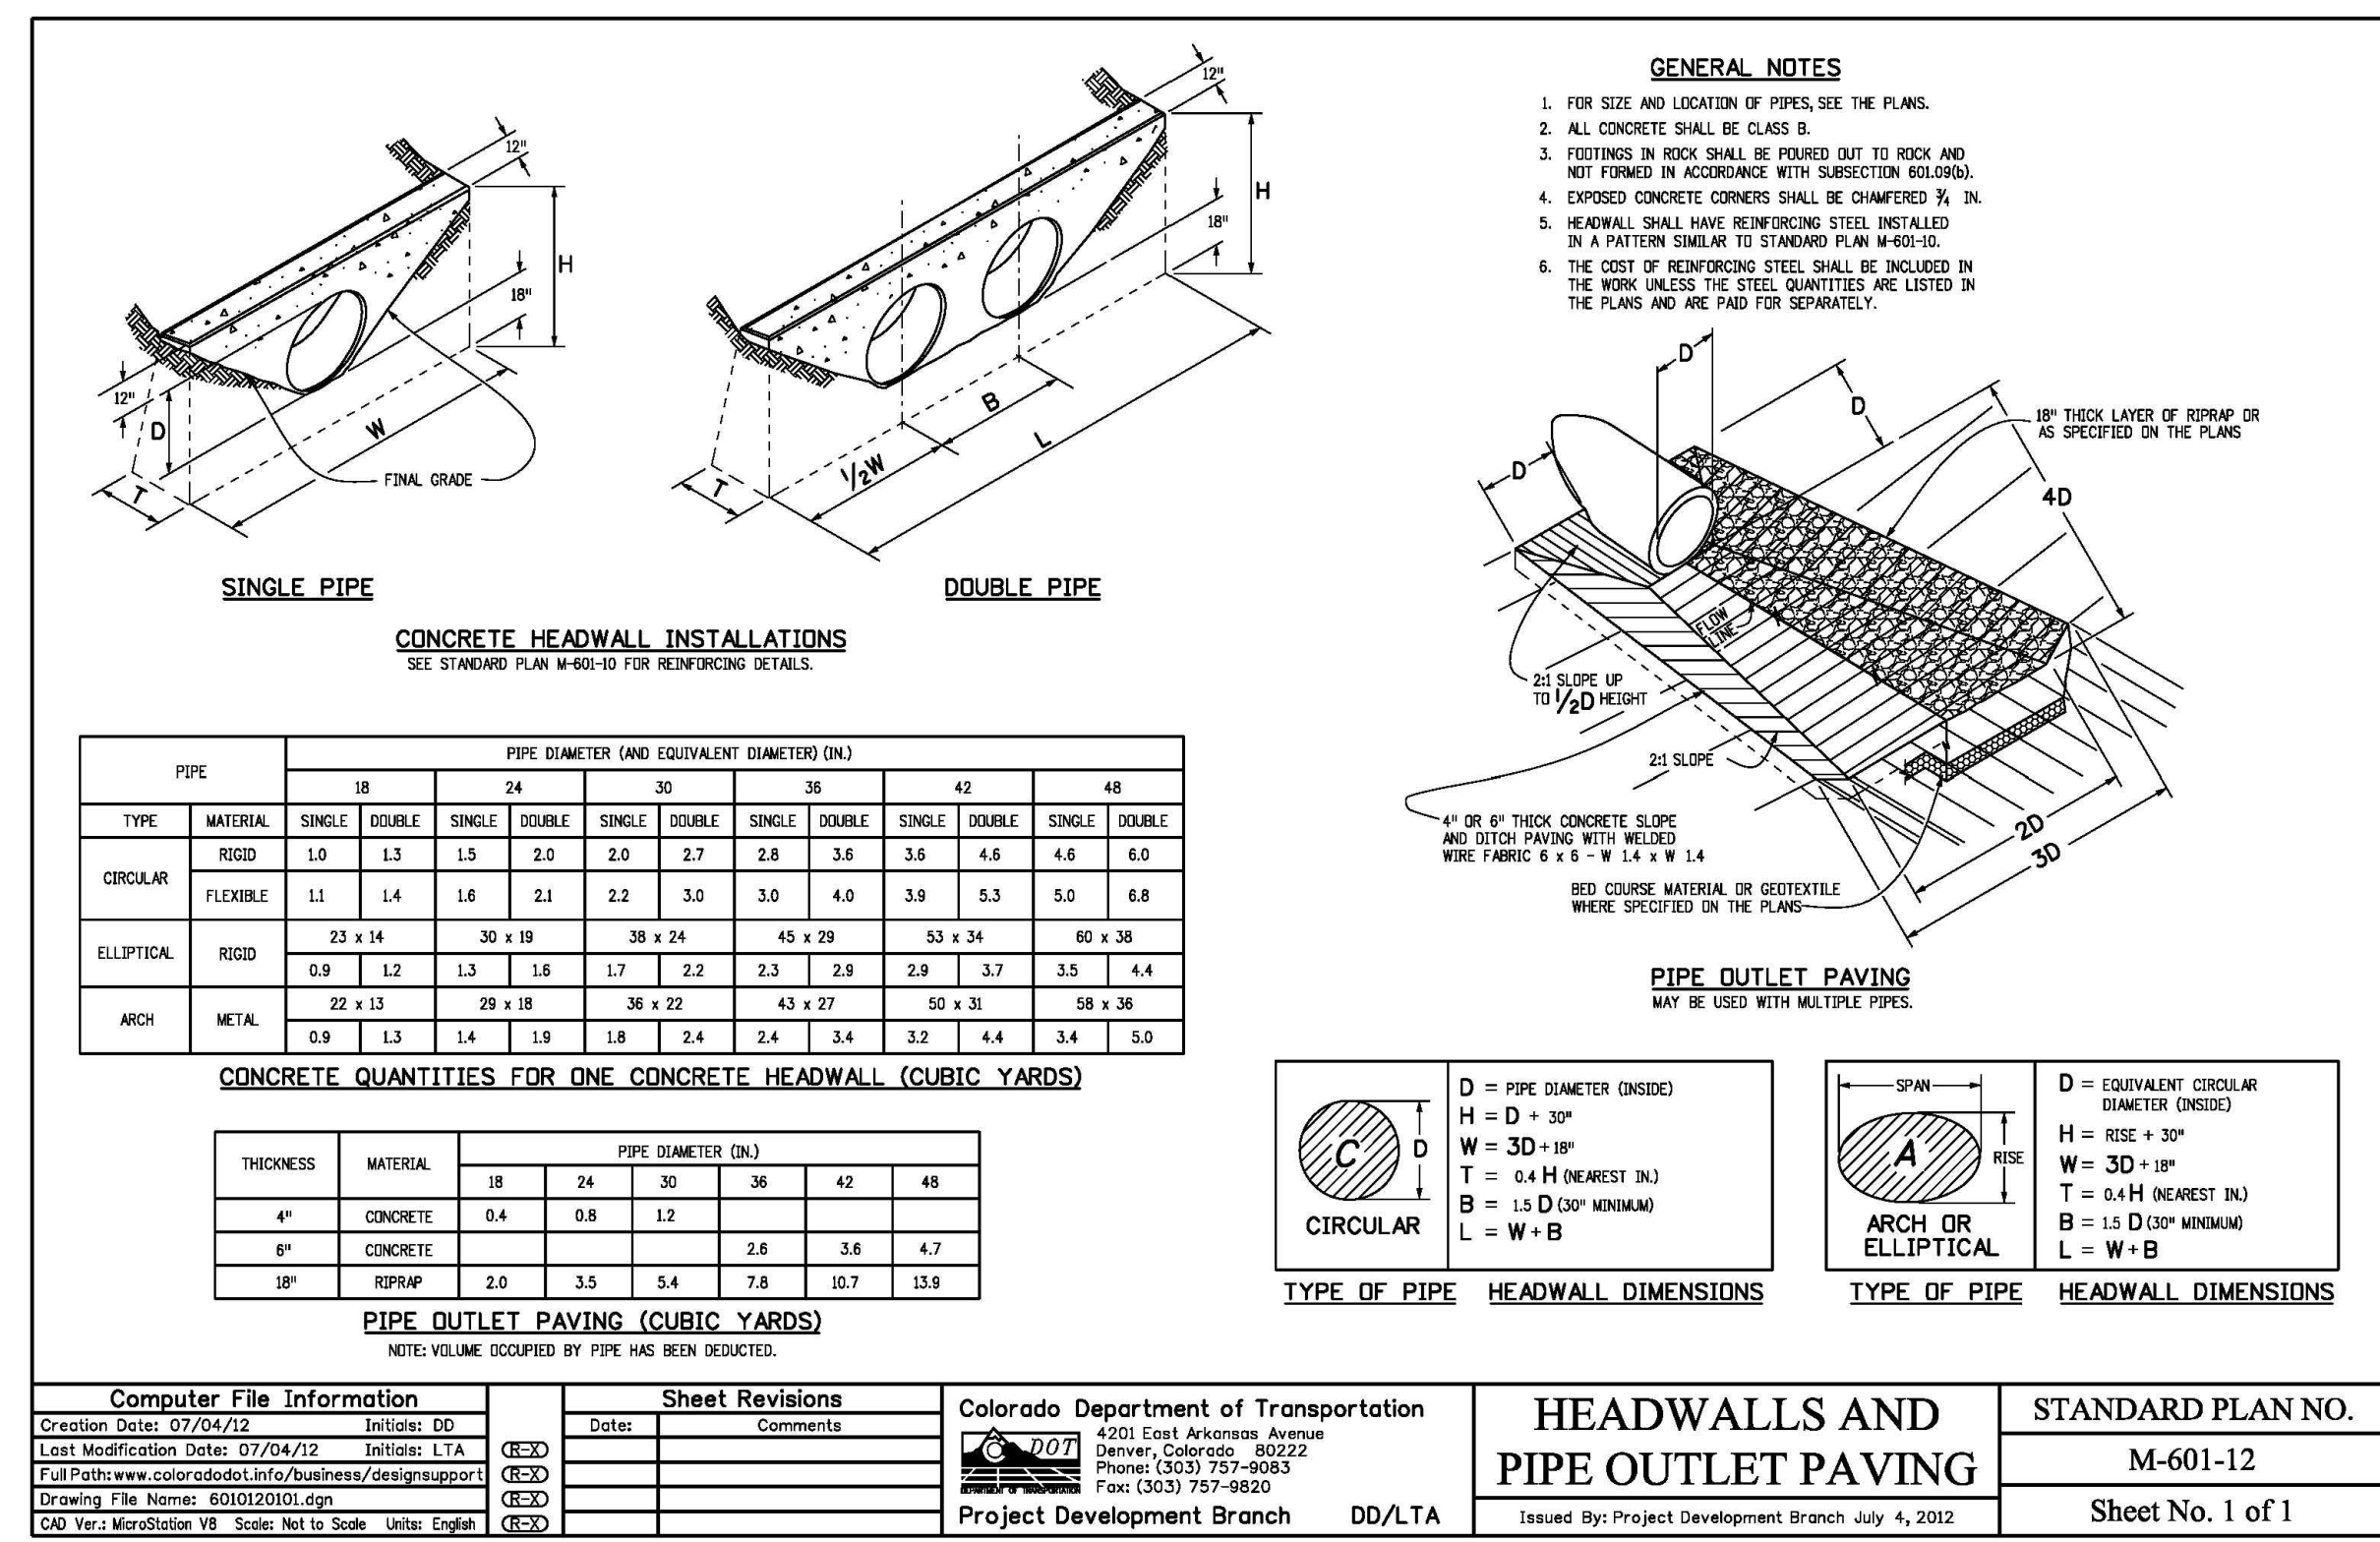 12"
12"
H
18"
12"
D
W
T
FINAL GRADE
SINGLE PIPE
12"
H
18"
B
L
1/2W
T
DOUBLE PIPE
CONCRETE HEADWALL INSTALLATIONS
SEE STANDARD PLAN M-601-10 FOR REINFORCING DETAILS.
GENERAL NOTES
1. FOR SIZE AND LOCATION OF PIPES, SEE THE PLANS.
2. ALL CONCRETE SHALL BE CLASS B.
3. FOOTINGS IN ROCK SHALL BE POURED OUT TO ROCK AND
NOT FORMED IN ACCORDANCE WITH SUBSECTION 601.09(b).
4. EXPOSED CONCRETE CORNERS SHALL BE CHAMFERED 3/4 IN.
5. HEADWALL SHALL HAVE REINFORCING STEEL INSTALLED
IN A PATTERN SIMILAR TO STANDARD PLAN M-601-10.
6. THE COST OF REINFORCING STEEL SHALL BE INCLUDED IN
THE WORK UNLESS THE STEEL QUANTITIES ARE LISTED IN
THE PLANS AND ARE PAID FOR SEPARATELY.
D
D
D
18" THICK LAYER OF RIPRAP OR
AS SPECIFIED ON THE PLANS
4D
FLOW
LINE
2:1 SLOPE UP
TO 1/2D HEIGHT
2:1 SLOPE
4" OR 6" THICK CONCRETE SLOPE
AND DITCH PAVING WITH WELDED
WIRE FABRIC 6 x 6 - W 1.4 x W 1.4
2D
3D
BED COURSE MATERIAL OR GEOTEXTILE
WHERE SPECIFIED ON THE PLANS
PIPE OUTLET PAVING
MAY BE USED WITH MULTIPLE PIPES.
PIPE PIPE DIAMETER (AND EQUIVALENT DIAMETER) (IN.)
18 24 30 36 42 48
TYPE MATERIAL SINGLE DOUBLE SINGLE DOUBLE SINGLE DOUBLE SINGLE DOUBLE SINGLE DOUBLE SINGLE DOUBLE
CIRCULAR RIGID 1.0 1.3 1.5 2.0 2.0 2.7 2.8 3.6 3.6 4.6 4.6 6.0
FLEXIBLE 1.1 1.4 1.6 2.1 2.2 3.0 3.0 4.0 3.9 5.3 5.0 6.8
ELLIPTICAL RIGID 23 x 14 30 x 19 38 x 24 45 x 29 53 x 34 60 x 38
0.9 1.2 1.3 1.6 1.7 2.2 2.3 2.9 2.9 3.7 3.5 4.4
ARCH METAL 22 x 13 29 x 18 36 x 22 43 x 27 50 x 31 58 x 36
0.9 1.3 1.4 1.9 1.8 2.4 2.4 3.4 3.2 4.4 3.4 5.0
CONCRETE QUANTITIES FOR ONE CONCRETE HEADWALL (CUBIC YARDS)
THICKNESS MATERIAL PIPE DIAMETER (IN.)
18 24 30 36 42 48
4" CONCRETE 0.4 0.8 1.2
6" CONCRETE 2.6 3.6 4.7
18" RIPRAP 2.0 3.5 5.4 7.8 10.7 13.9
PIPE OUTLET PAVING (CUBIC YARDS)
NOTE: VOLUME OCCUPIED BY PIPE HAS BEEN DEDUCTED.
C
D
CIRCULAR
D = PIPE DIAMETER (INSIDE)
H = D + 30"
W = 3D + 18"
T = 0.4 H (NEAREST IN.)
B = 1.5 D (30" MINIMUM)
L = W + B
TYPE OF PIPE HEADWALL DIMENSIONS
SPAN
A
RISE
ARCH OR
ELLIPTICAL
D = EQUIVALENT CIRCULAR
DIAMETER (INSIDE)
H = RISE + 30"
W = 3D + 18"
T = 0.4 H (NEAREST IN.)
B = 1.5 D (30" MINIMUM)
L = W + B
TYPE OF PIPE HEADWALL DIMENSIONS
Computer File Information
Creation Date: 07/04/12 Initials: DD
Last Modification Date: 07/04/12 Initials: LTA
Full Path: www.coloradodot.info/business/designsupport
Drawing File Name: 6010120101.dgn
CAD Ver.: MicroStation V8 Scale: Not to Scale Units: English
R-X
R-X
R-X
R-X
Sheet Revisions
Date: Comments
Colorado Department of Transportation
DOT
DEPARTMENT OF TRANSPORTATION
4201 East Arkansas Avenue
Denver, Colorado 80222
Phone: (303) 757-9083
Fax: (303) 757-9820
Project Development Branch DD/LTA
HEADWALLS AND
PIPE OUTLET PAVING
Issued By: Project Development Branch July 4, 2012
STANDARD PLAN NO.
M-601-12
Sheet No. 1 of 1